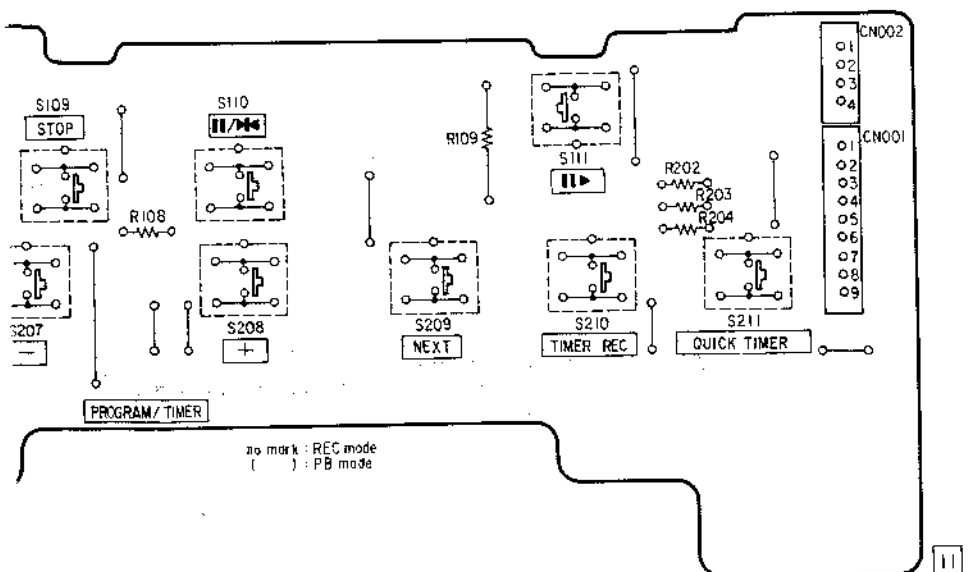 CN002
1
2
3
4
S109
STOP
S110
R109
S111
CN001
1
2
3
4
5
6
7
8
9
R202
R203
R204
R108
S207
−
S208
+
S209
NEXT
S210
TIMER REC
S211
QUICK TIMER
PROGRAM/TIMER
no mark : REC mode
( ) : PB mode
11